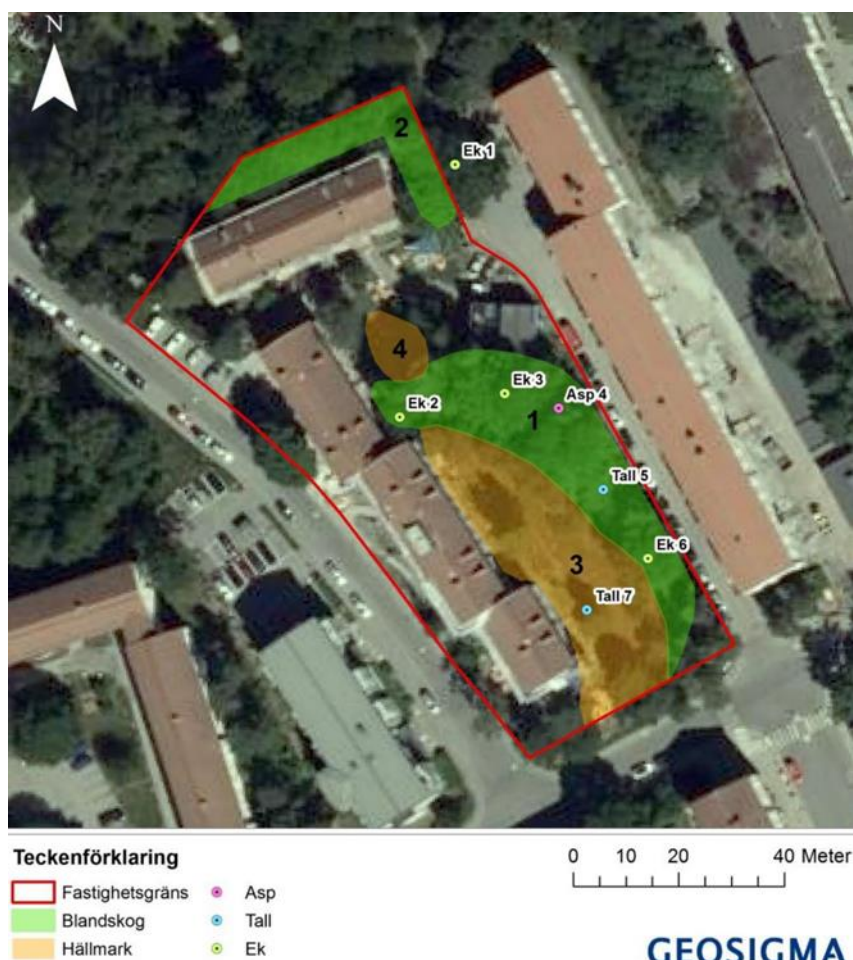 N
2
Ek 1
4
Ek 3
Ek 2
Asp 4
1
Tall 5
Ek 6
3
Tall 7
Teckenförklaring
Fastighetsgräns
Asp
Blandskog
Tall
Hällmark
Ek
0 10 20 40 Meter
GEOSIGMA